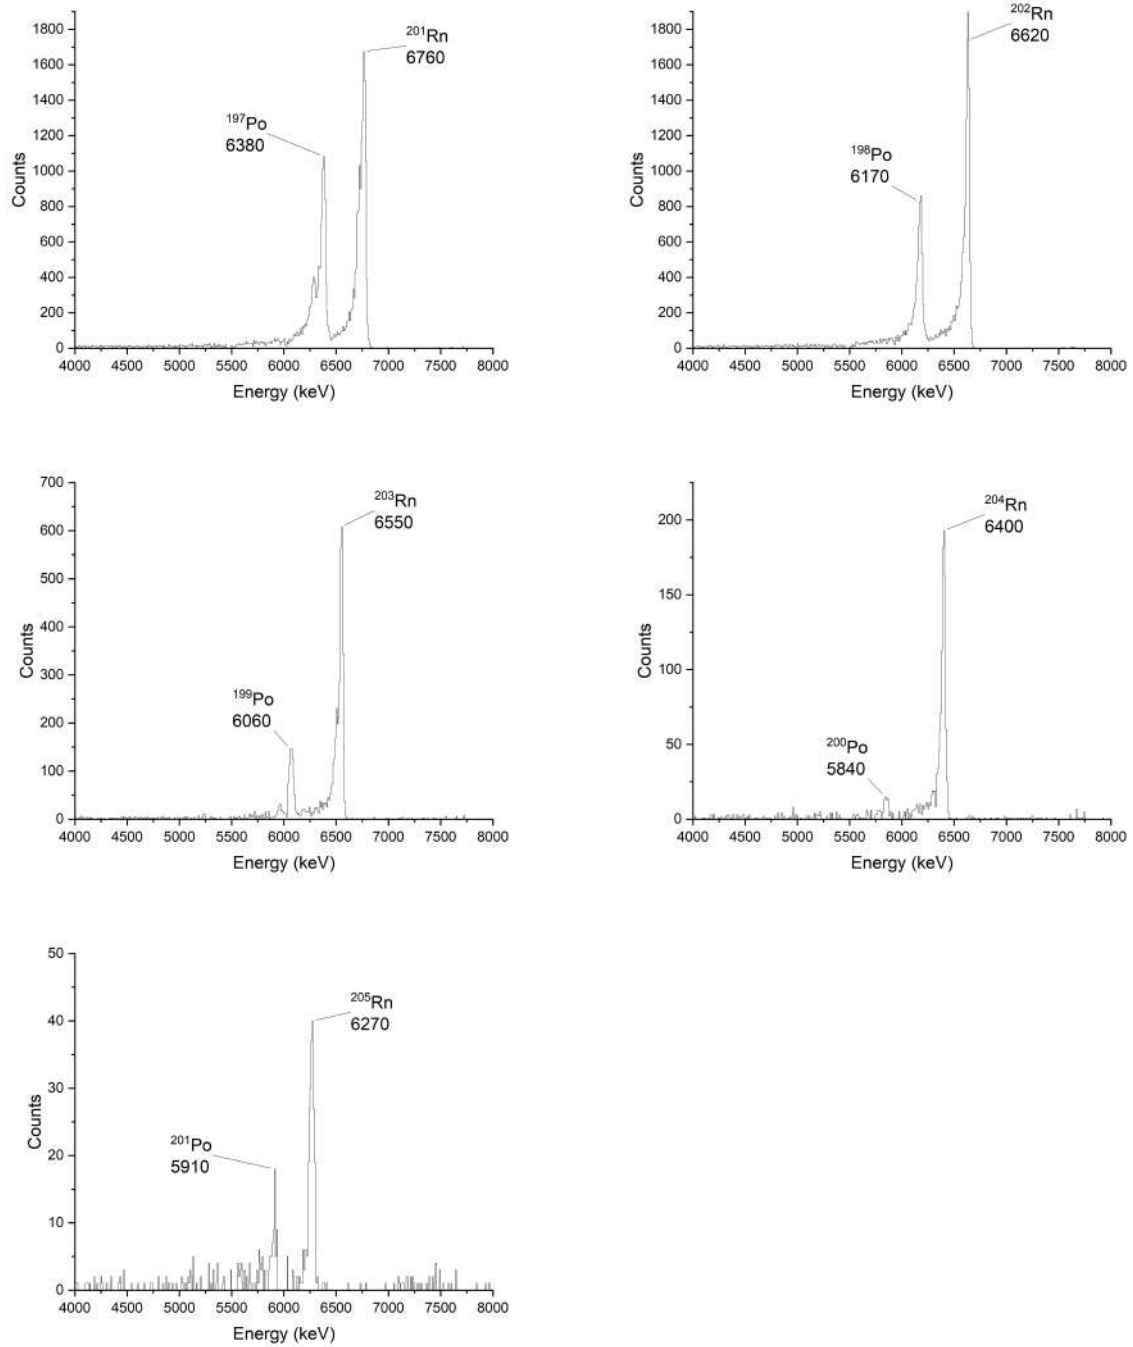 ²⁰¹Rn
6760
¹⁹⁷Po
6380
Counts
1800
1600
1400
1200
1000
800
600
400
200
0
4000 4500 5000 5500 6000 6500 7000 7500 8000
Energy (keV)
²⁰²Rn
6620
¹⁹⁸Po
6170
Counts
1800
1600
1400
1200
1000
800
600
400
200
0
4000 4500 5000 5500 6000 6500 7000 7500 8000
Energy (keV)
²⁰³Rn
6550
¹⁹⁹Po
6060
Counts
700
600
500
400
300
200
100
0
4000 4500 5000 5500 6000 6500 7000 7500 8000
Energy (keV)
²⁰⁴Rn
6400
²⁰⁰Po
5840
Counts
200
150
100
50
0
4000 4500 5000 5500 6000 6500 7000 7500 8000
Energy (keV)
²⁰⁵Rn
6270
²⁰¹Po
5910
Counts
50
40
30
20
10
0
4000 4500 5000 5500 6000 6500 7000 7500 8000
Energy (keV)